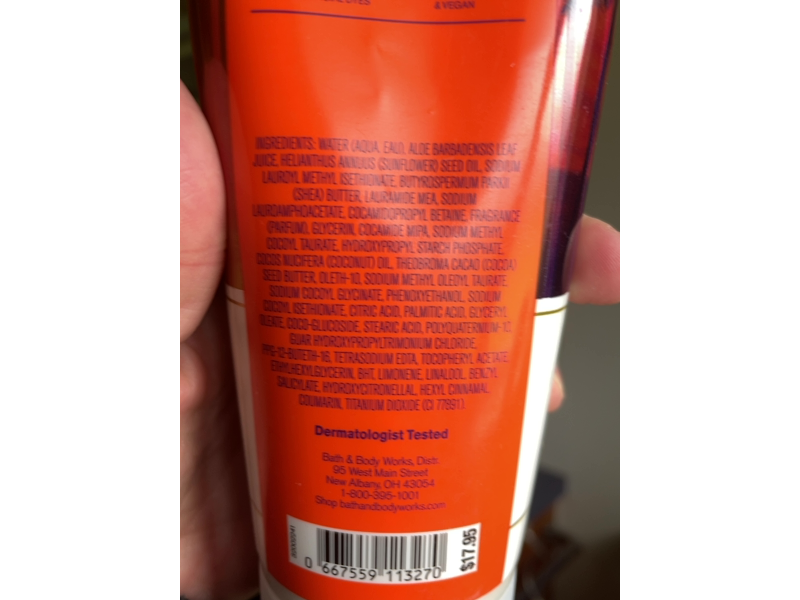 DYES
& VEGAN
INGREDIENTS: WATER (AQUA, EAU), ALOE BARBADENSIS LEAF
JUICE, HELIANTHUS ANNUUS (SUNFLOWER) SEED OIL, SODIUM
LAUROYL METHYL ISETHIONATE, BUTYROSPERMUM PARKII
(SHEA) BUTTER, LAURAMIDE MEA, SODIUM
LAUROAMPHOACETATE, COCAMIDOPROPYL BETAINE, FRAGRANCE
(PARFUM), GLYCERIN, COCAMIDE MIPA, SODIUM METHYL
COCOYL TAURATE, HYDROXYPROPYL STARCH PHOSPHATE,
COCOS NUCIFERA (COCONUT) OIL, THEOBROMA CACAO (COCOA)
SEED BUTTER, OLETH-10, SODIUM METHYL OLEOYL TAURATE,
SODIUM COCOYL GLYCINATE, PHENOXYETHANOL, SODIUM
COCOYL ISETHIONATE, CITRIC ACID, PALMITIC ACID, GLYCERYL
OLEATE, COCO-GLUCOSIDE, STEARIC ACID, POLYQUATERNIUM-10,
GUAR HYDROXYPROPYLTRIMONIUM CHLORIDE,
PPG-12-BUTETH-16, TETRASODIUM EDTA, TOCOPHERYL ACETATE,
ETHYLHEXYLGLYCERIN, BHT, LIMONENE, LINALOOL, BENZYL
SALICYLATE, HYDROXYCITRONELLAL, HEXYL CINNAMAL,
COUMARIN, TITANIUM DIOXIDE (CI 77891).
Dermatologist Tested
Bath & Body Works, Distr.
95 West Main Street
New Albany, OH 43054
1-800-395-1001
Shop bathandbodyworks.com
0 667559 113270
$17.95